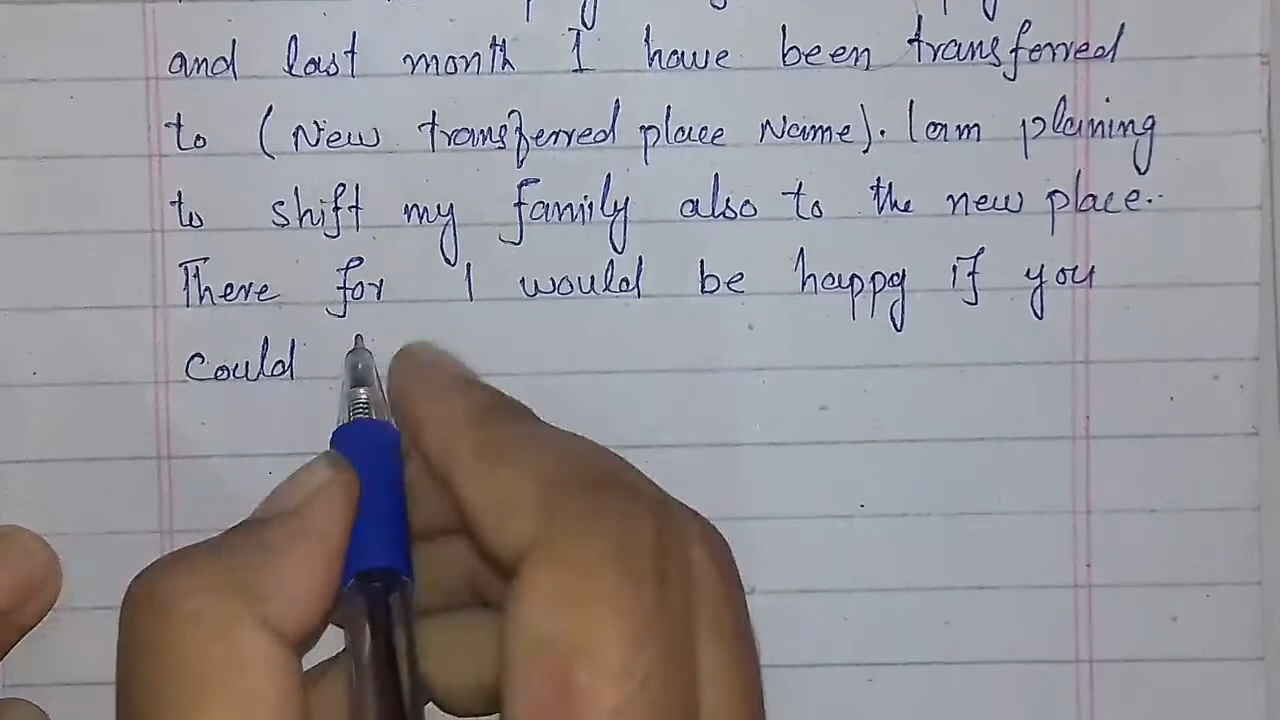 and last month I have been transferred
to (New transferred place Name). I am planing
to shift my family also to the new place.
There for I would be happy if you
could